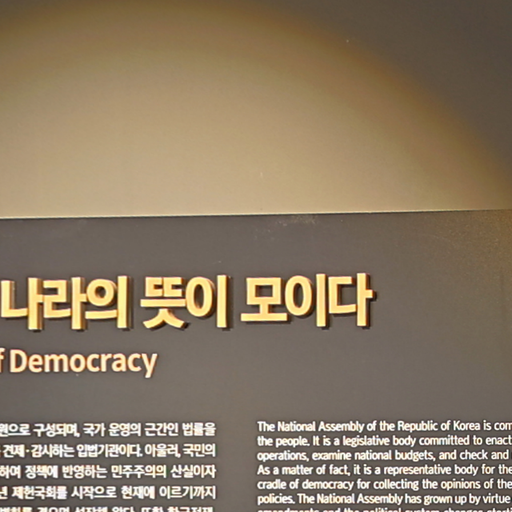 나라의 뜻이 모이다
f Democracy
원으로 구성되며, 국가 운영의 근간인 법률을
견제·감시하는 입법기관이다. 아울러, 국민의
하여 정책에 반영하는 민주주의의 산실이자
년 제헌국회를 시작으로 현재에 이르기까지
The National Assembly of the Republic of Korea is com
the people. It is a legislative body committed to enact
operations, examine national budgets, and check and
As a matter of fact, it is a representative body for the
cradle of democracy for collecting the opinions of the
policies. The National Assembly has grown up by virtue